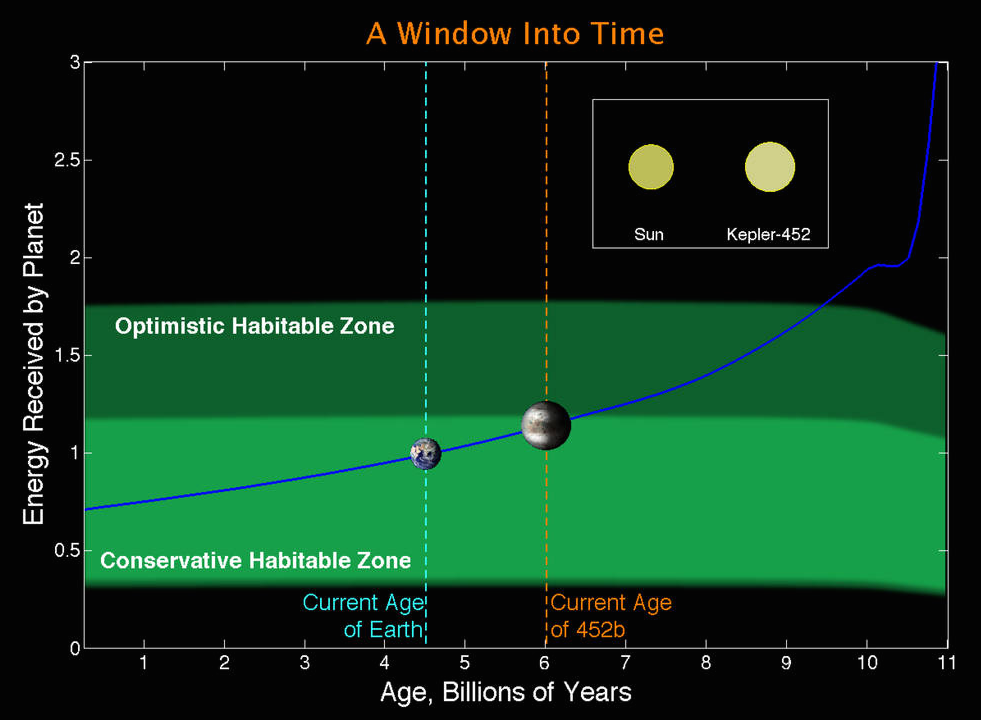 A Window Into Time
3
2.5
2
1.5
1
0.5
0
Energy Received by Planet
Sun
Kepler-452
Optimistic Habitable Zone
Conservative Habitable Zone
Current Age
of Earth
Current Age
of 452b
1 2 3 4 5 6 7 8 9 10 11
Age, Billions of Years